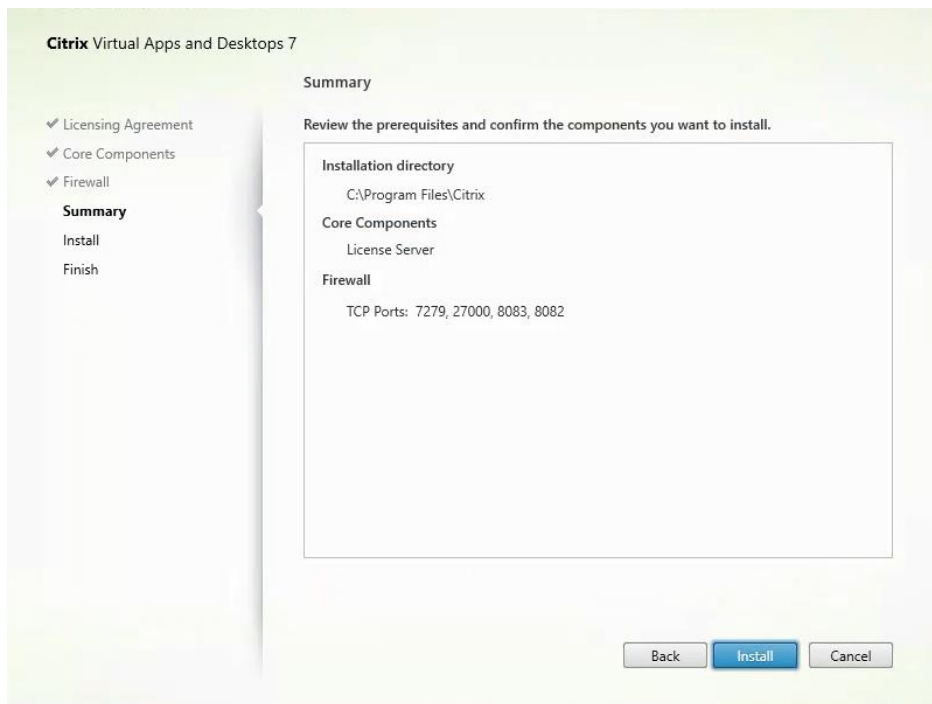 Citrix Virtual Apps and Desktops 7
Summary
Licensing Agreement
Core Components
Firewall
Summary
Install
Finish
Review the prerequisites and confirm the components you want to install.
Installation directory
C:\Program Files\Citrix
Core Components
License Server
Firewall
TCP Ports: 7279, 27000, 8083, 8082
Back
Install
Cancel